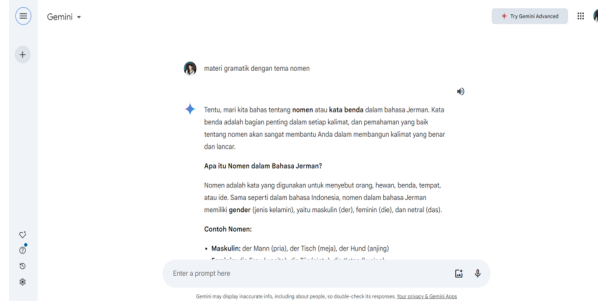 Gemini
Try Gemini Advanced
materi gramatik dengan tema nomen
Tentu, mari kita bahas tentang nomen atau kata benda dalam bahasa Jerman. Kata
benda adalah bagian penting dalam setiap kalimat, dan pemahaman yang baik
tentang nomen akan sangat membantu Anda dalam membangun kalimat yang benar
dan lancar.
Apa itu Nomen dalam Bahasa Jerman?
Nomen adalah kata yang digunakan untuk menyebut orang, hewan, benda, tempat,
atau ide. Sama seperti dalam bahasa Indonesia, nomen dalam bahasa Jerman
memiliki gender (jenis kelamin), yaitu maskulin (der), feminin (die), dan netral (das).
Contoh Nomen:
• Maskulin: der Mann (pria), der Tisch (meja), der Hund (anjing)
Enter a prompt here
Gemini may display inaccurate info, including about people, so double-check its responses. Your privacy & Gemini Apps